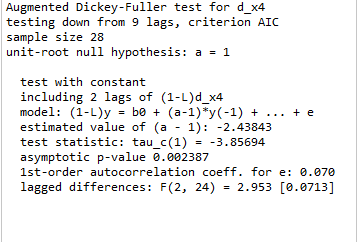 Augmented Dickey-Fuller test for d_x4
testing down from 9 lags, criterion AIC
sample size 28
unit-root null hypothesis: a = 1
test with constant
including 2 lags of (1-L)d_x4
model: (1-L)y = b0 + (a-1)*y(-1) + ... + e
estimated value of (a - 1): -2.43843
test statistic: tau_c(1) = -3.85694
asymptotic p-value 0.002387
1st-order autocorrelation coeff. for e: 0.070
lagged differences: F(2, 24) = 2.953 [0.0713]